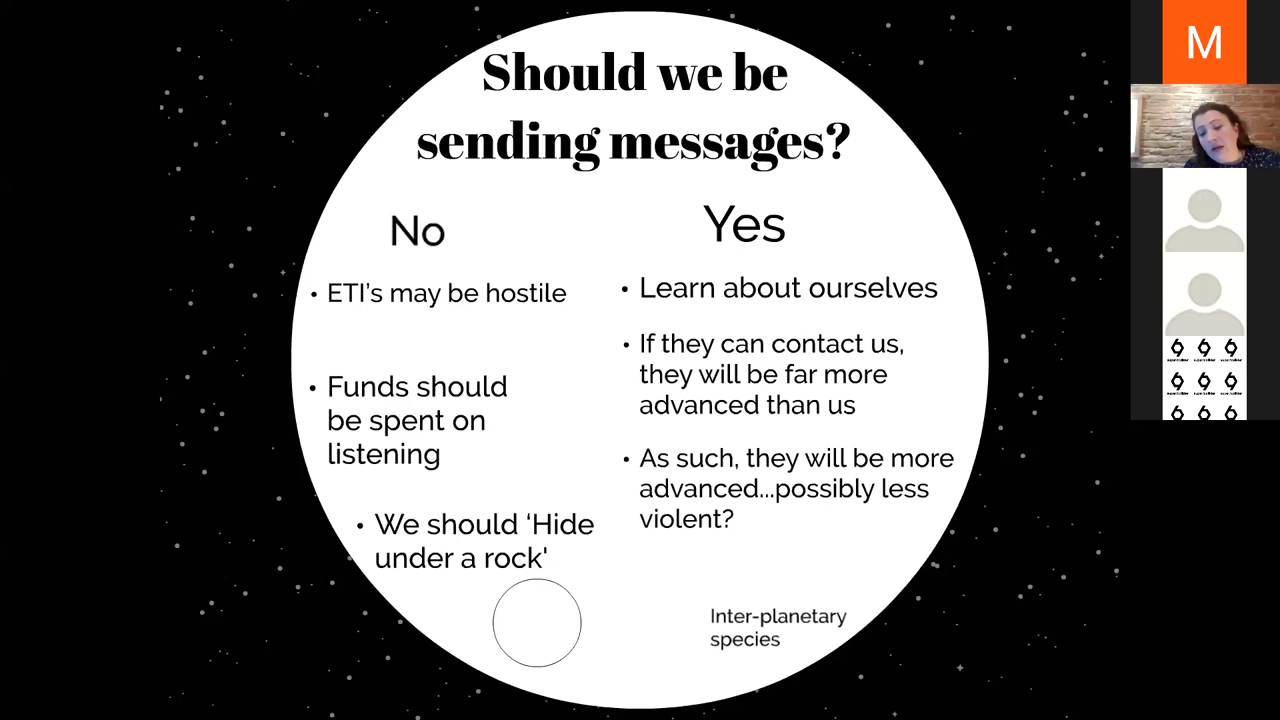 Should we be
sending messages?
No
• ETI's may be hostile
• Funds should
be spent on
listening
• We should ‘Hide
under a rock'
Yes
• Learn about ourselves
• If they can contact us,
they will be far more
advanced than us
• As such, they will be more
advanced...possibly less
violent?
Inter-planetary
species
M